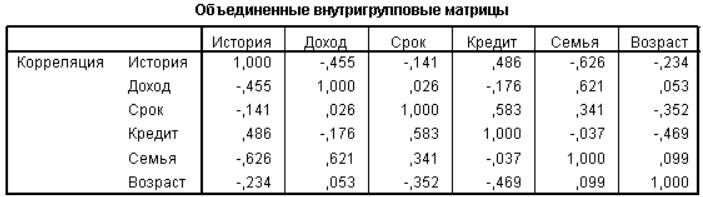 Объединенные внутригрупповые матрицы
История Доход Срок Кредит Семья Возраст
Корреляция История 1,000 -,455 -,141 ,486 -,626 -,234
Доход -,455 1,000 ,026 -,176 ,621 ,053
Срок -,141 ,026 1,000 ,583 ,341 -,352
Кредит ,486 -,176 ,583 1,000 -,037 -,469
Семья -,626 ,621 ,341 -,037 1,000 ,099
Возраст -,234 ,053 -,352 -,469 ,099 1,000